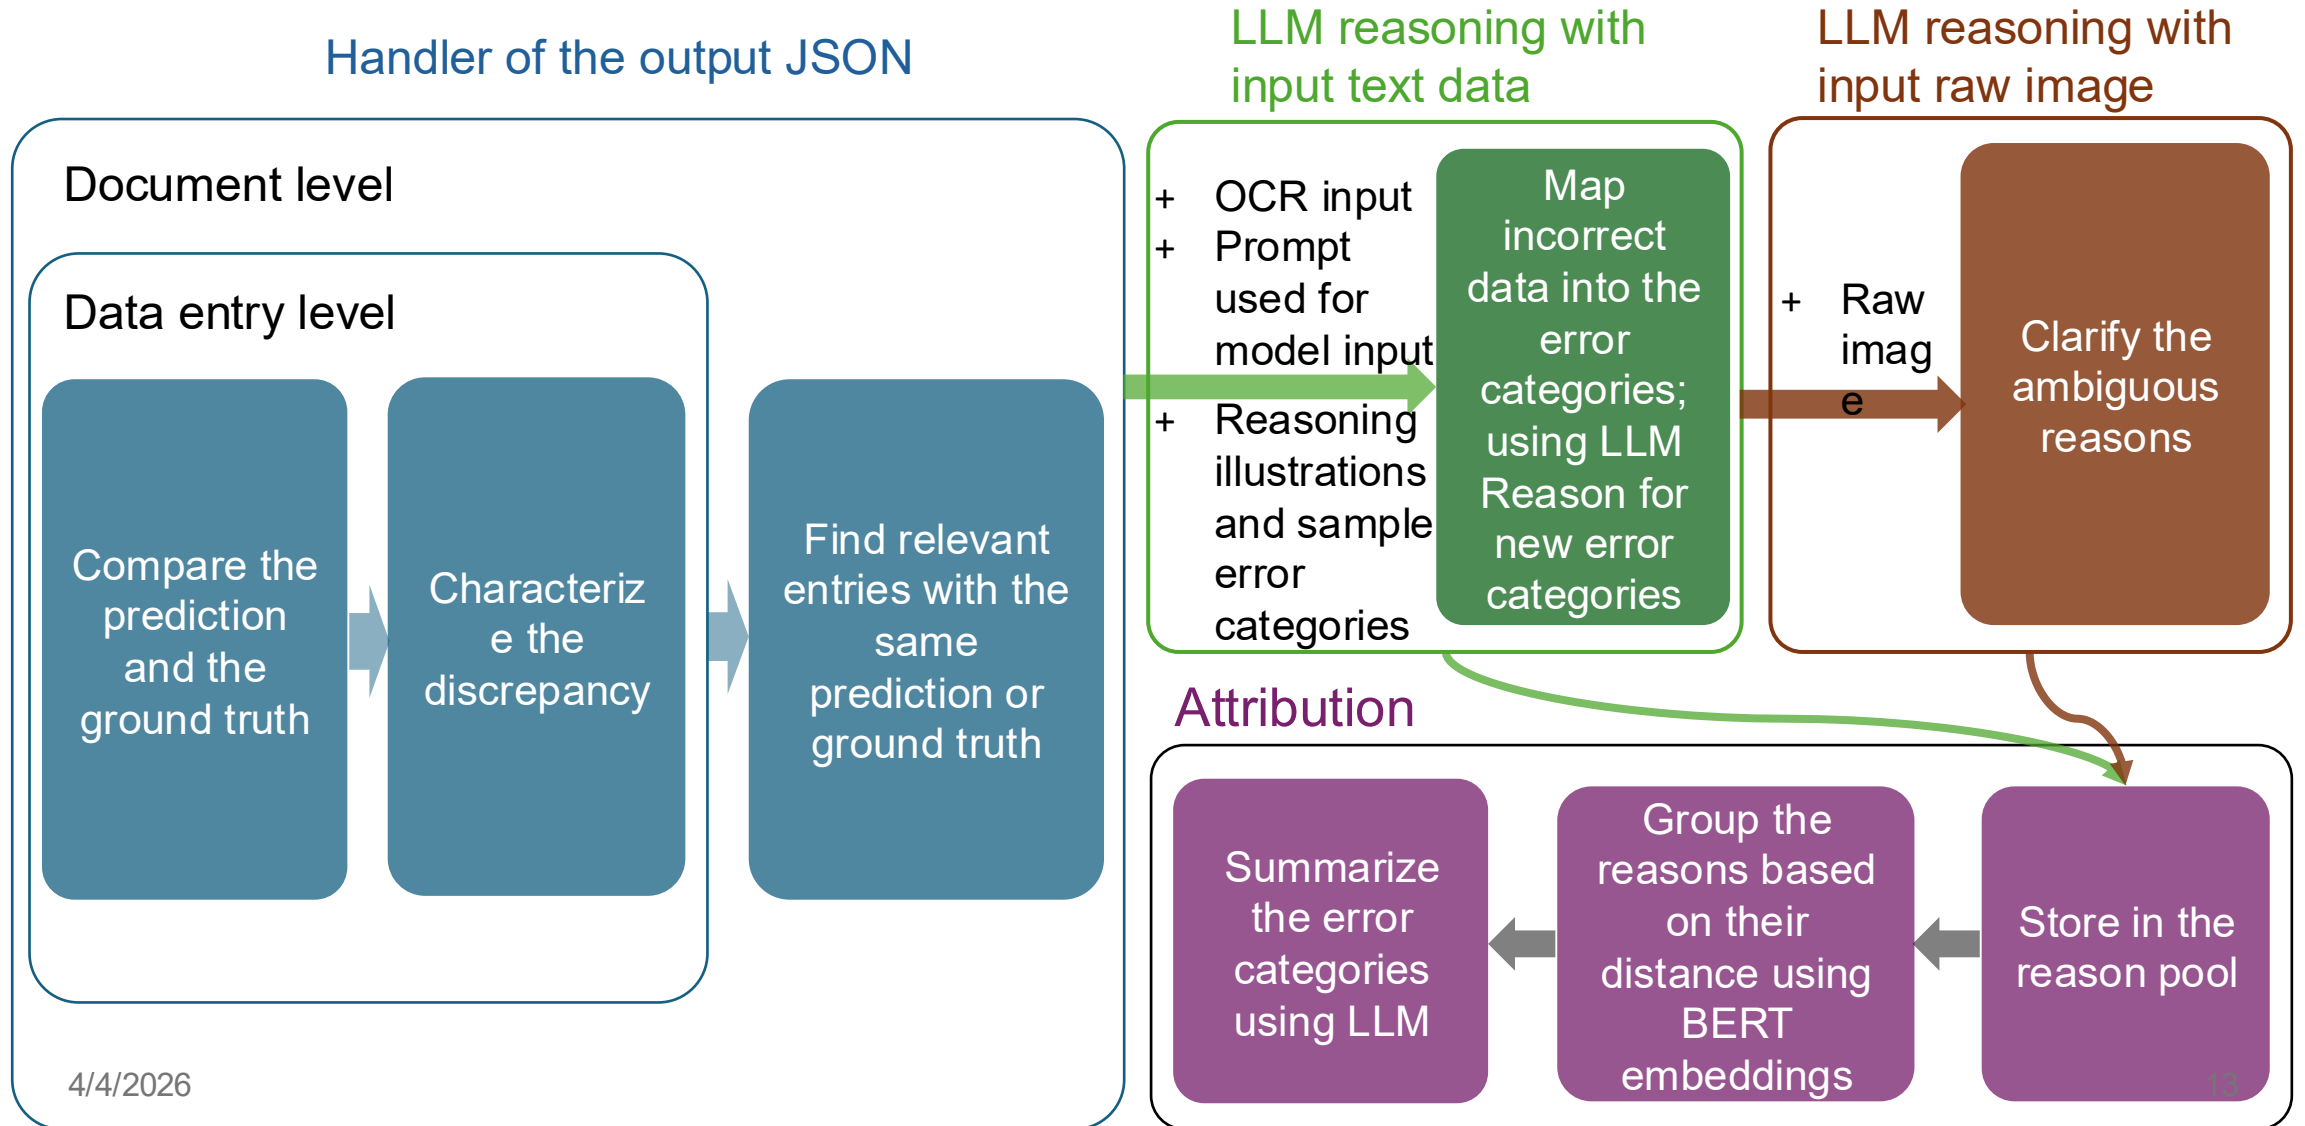 Handler of the output JSON
Document level
Data entry level
Compare the
prediction
and the
ground truth
Characteriz
e the
discrepancy
Find relevant
entries with the
same
prediction or
ground truth
LLM reasoning with
input text data
+ OCR input
+ Prompt
used for
model input
+ Reasoning
illustrations
and sample
error
categories
Map
incorrect
data into the
error
categories;
using LLM
Reason for
new error
categories
LLM reasoning with
input raw image
+ Raw
imag
e
Clarify the
ambiguous
reasons
Attribution
Summarize
the error
categories
using LLM
Group the
reasons based
on their
distance using
BERT
embeddings
Store in the
reason pool
4/4/2026
13